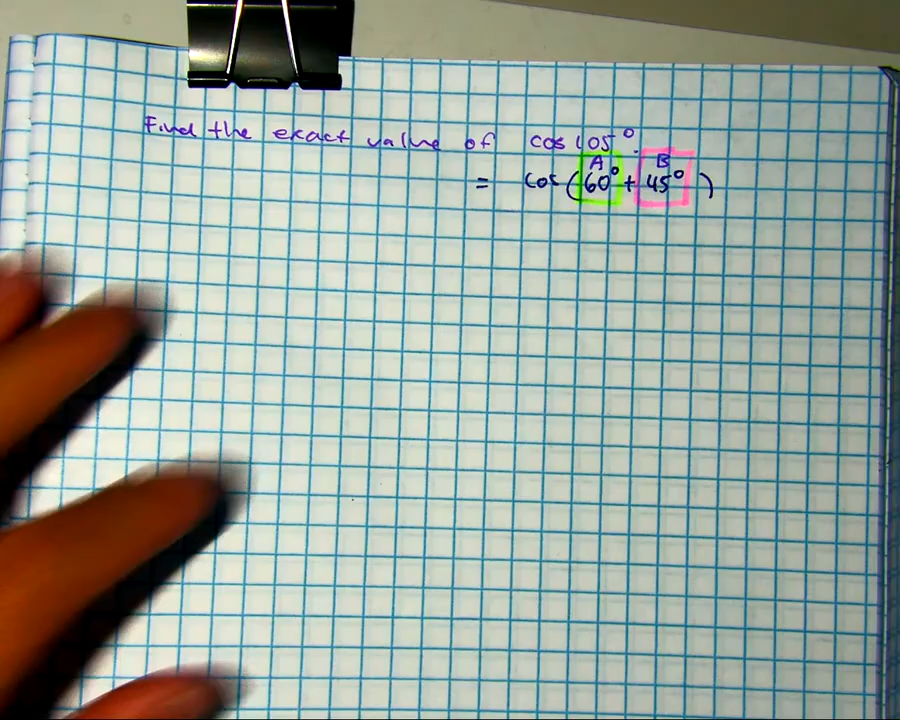 Find the exact value of cos 105°.
A B
= cos (60° + 45°)